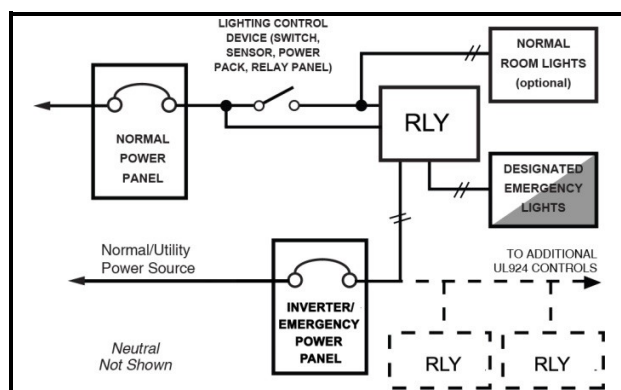 LIGHTING CONTROL
DEVICE (SWITCH,
SENSOR, POWER
PACK, RELAY PANEL)
NORMAL
ROOM LIGHTS
(optional)
RLY
NORMAL
POWER
PANEL
DESIGNATED
EMERGENCY
LIGHTS
Normal/Utility
Power Source
TO ADDITIONAL
UL924 CONTROLS
INVERTER/
EMERGENCY
POWER
PANEL
Neutral
Not Shown
RLY
RLY